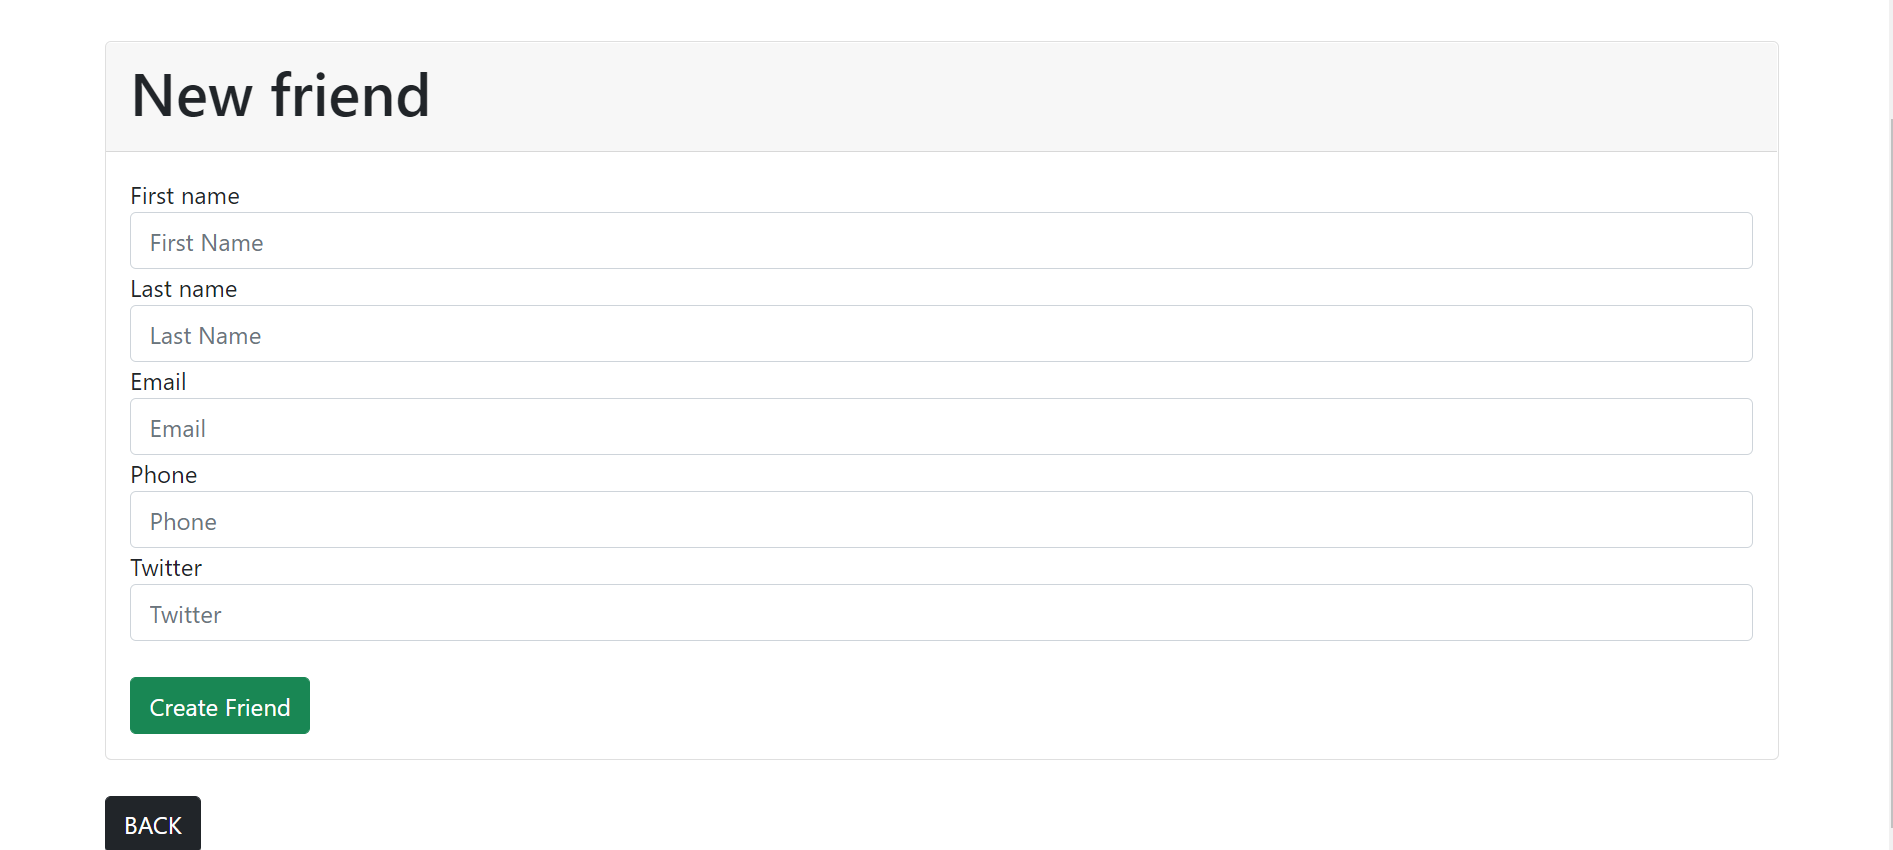 New friend
First name
First Name
Last name
Last Name
Email
Email
Phone
Phone
Twitter
Twitter
Create Friend
BACK